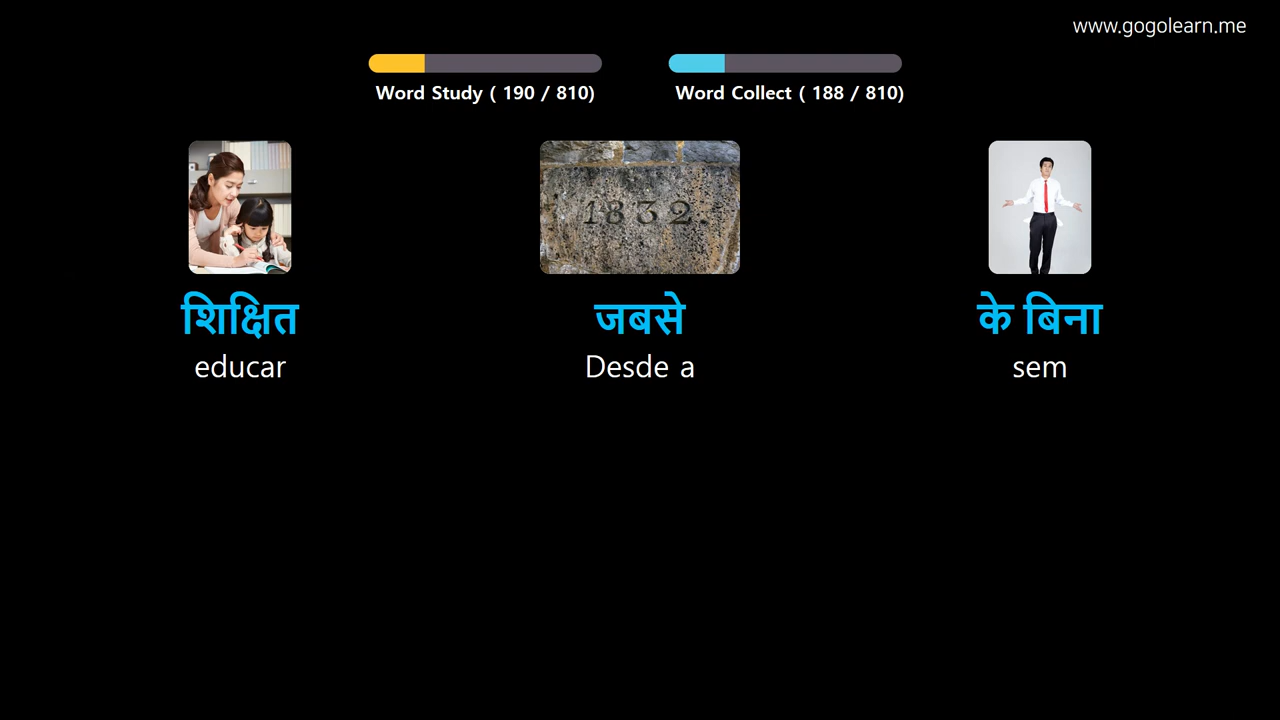 www.gogolearn.me
Word Study ( 190 / 810)
Word Collect ( 188 / 810)
1832.
शिक्षित
जबसे
के बिना
educar
Desde a
sem